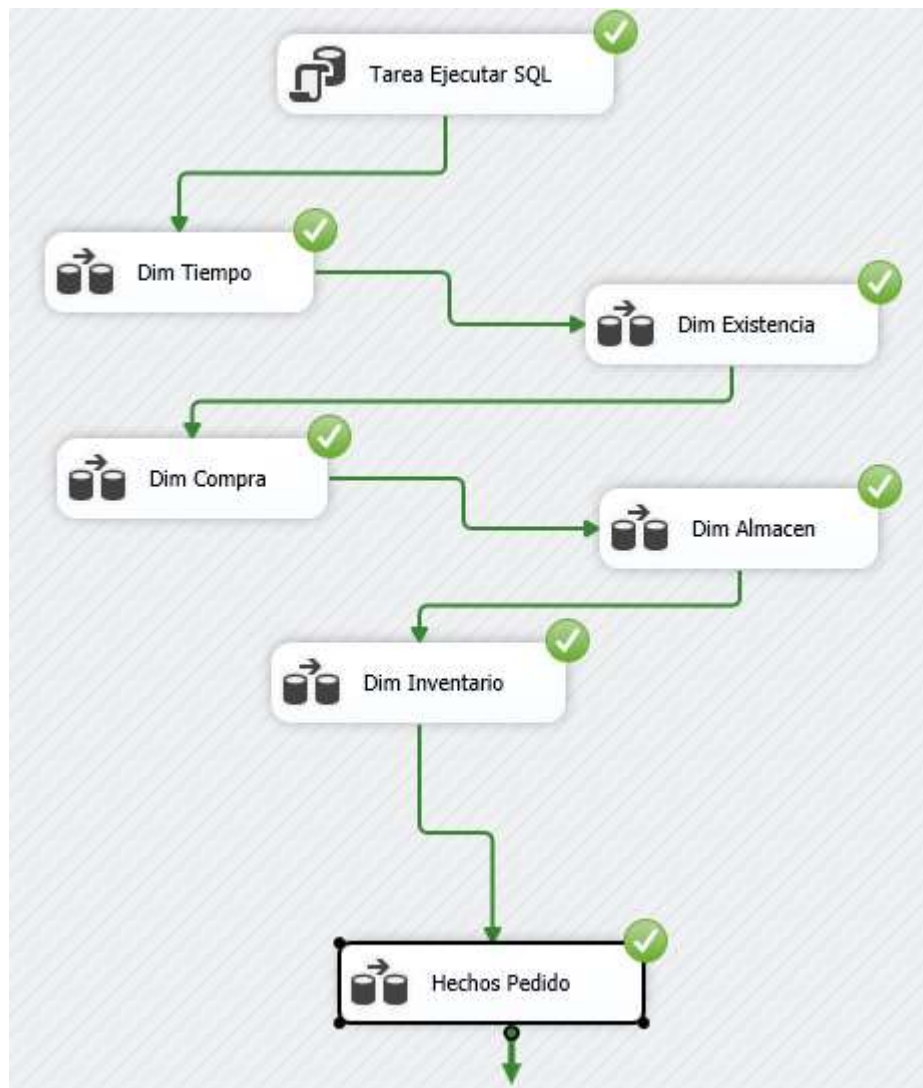 Tarea Ejecutar SQL
Dim Tiempo
Dim Existencia
Dim Compra
Dim Almacen
Dim Inventario
Hechos Pedido